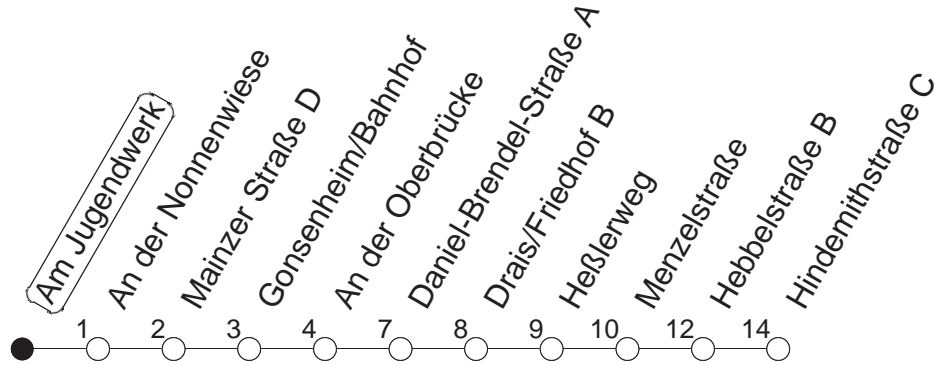 Am Jugendwerk
An der Nonnenwiese
Mainzer Straße D
Gonsenheim/Bahnhof
An der Oberbrücke
Daniel-Brendel-Straße A
Drais/Friedhof B
Heßlerweg
Menzelstraße
Hebbelstraße B
Hindemithstraße C
1 2 3 4 7 8 9 10 12 14